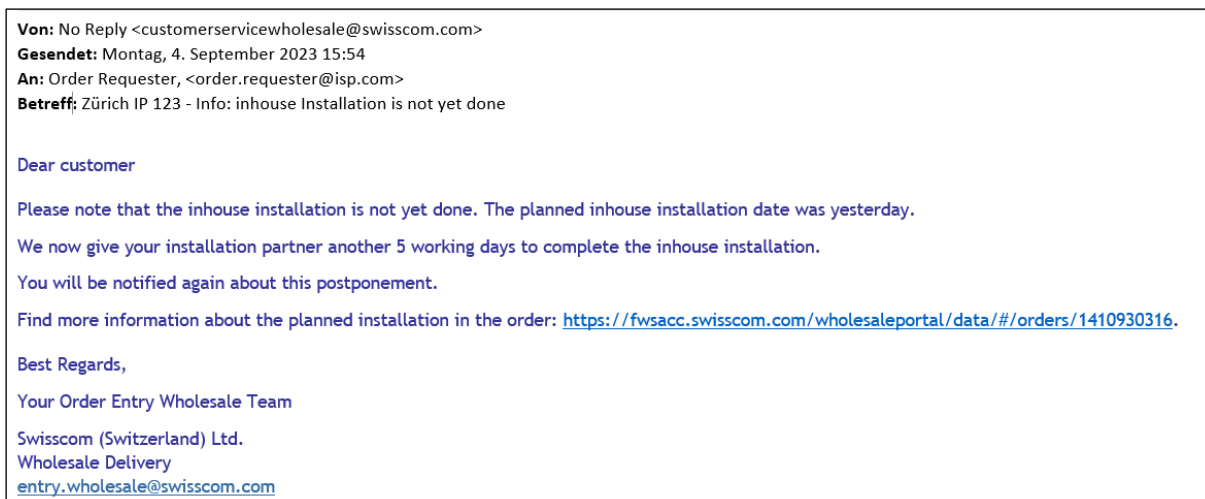 Von: No Reply <customerservicewholesale@swisscom.com>
Gesendet: Montag, 4. September 2023 15:54
An: Order Requester, <order.requester@isp.com>
Betreff: Zürich IP 123 - Info: inhouse Installation is not yet done
Dear customer
Please note that the inhouse installation is not yet done. The planned inhouse installation date was yesterday.
We now give your installation partner another 5 working days to complete the inhouse installation.
You will be notified again about this postponement.
Find more information about the planned installation in the order: https://fwsacc.swisscom.com/wholesaleportal/data/#/orders/1410930316.
Best Regards,
Your Order Entry Wholesale Team
Swisscom (Switzerland) Ltd.
Wholesale Delivery
entry.wholesale@swisscom.com